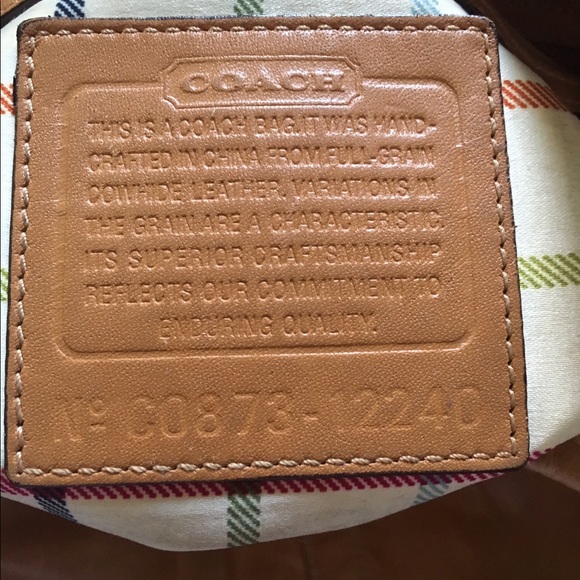 COACH
THIS IS A COACH BAG.IT WAS HAND-
CRAFTED IN CHINA FROM FULL-GRAIN
COWHIDE LEATHER. VARIATIONS IN
THE GRAIN ARE A CHARACTERISTIC.
ITS SUPERIOR CRAFTSMANSHIP
REFLECTS OUR COMMITMENT TO
ENDURING QUALITY.
Nº C0873-12240